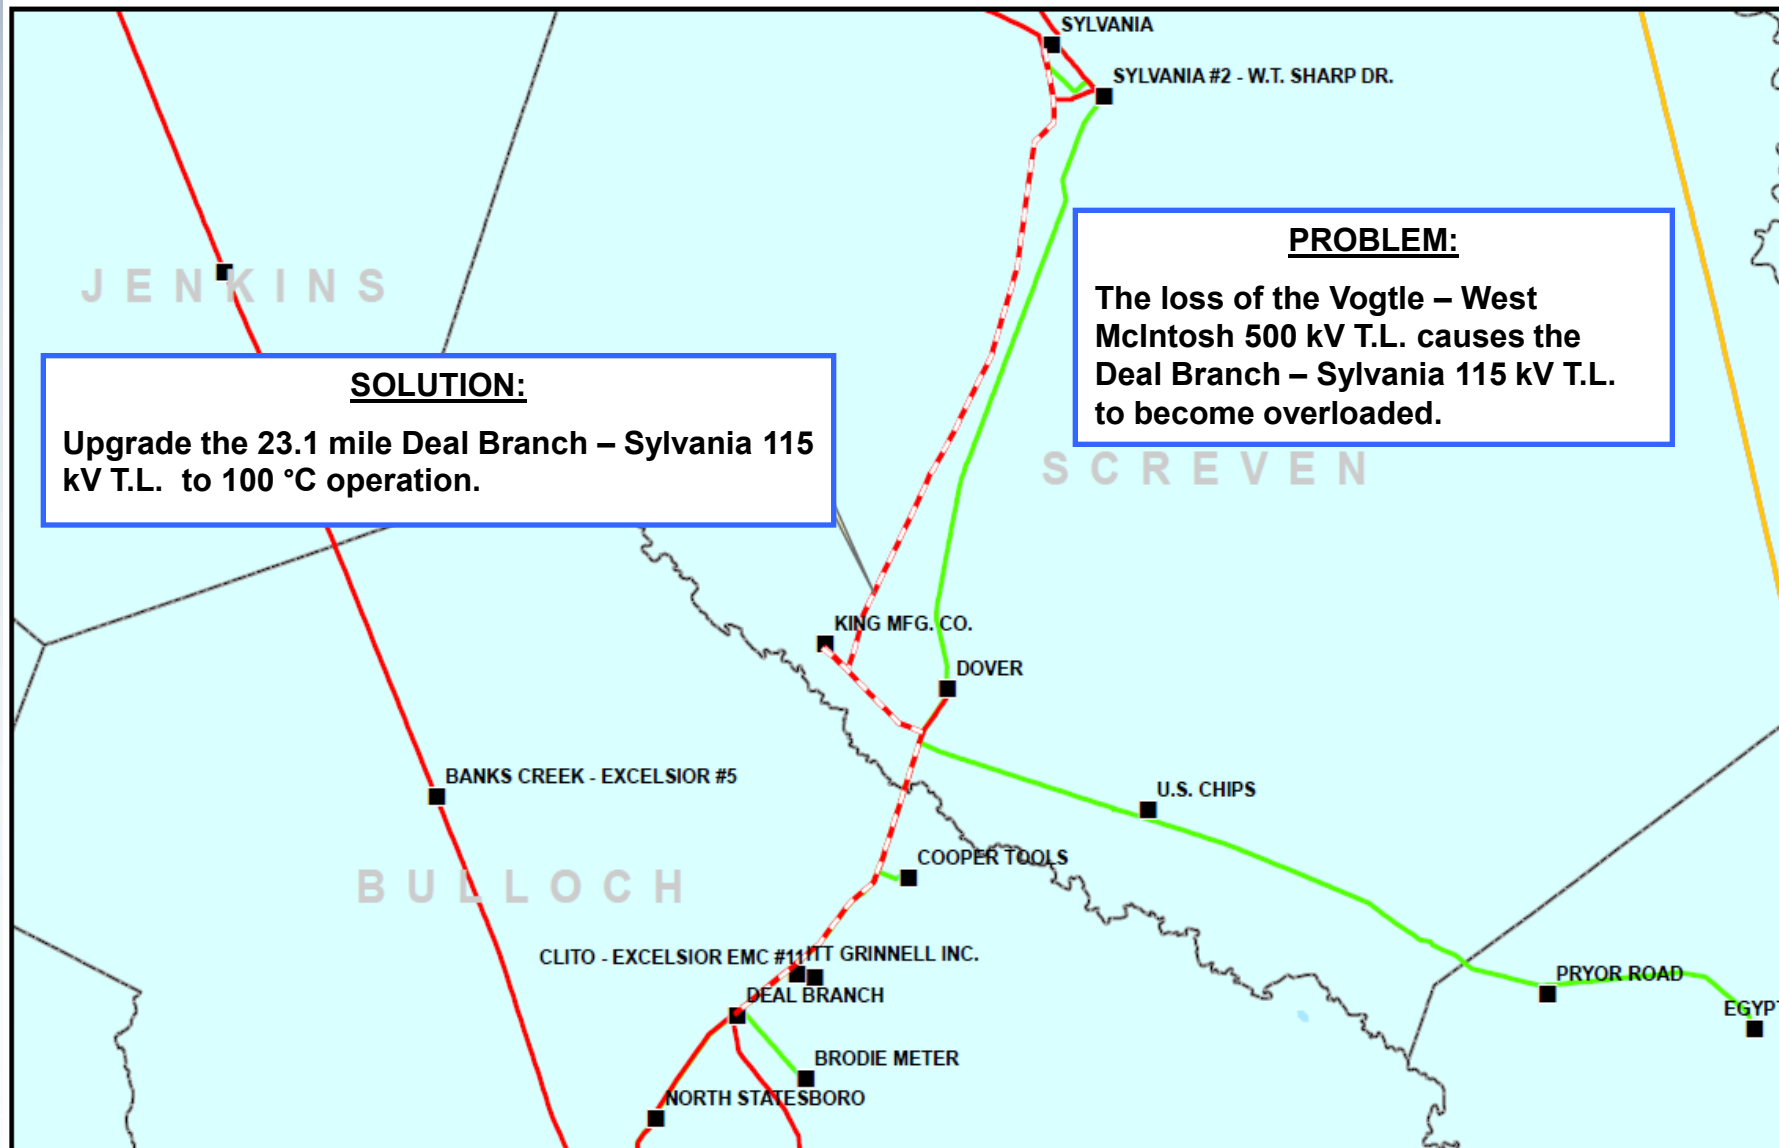 SYLVANIA
SYLVANIA #2 - W.T. SHARP DR.
PROBLEM:
The loss of the Vogtle – West
McIntosh 500 kV T.L. causes the
Deal Branch – Sylvania 115 kV T.L.
to become overloaded.
JENKINS
SOLUTION:
Upgrade the 23.1 mile Deal Branch – Sylvania 115
kV T.L. to 100 °C operation.
SCREVEN
KING MFG. CO.
DOVER
BANKS CREEK - EXCELSIOR #5
U.S. CHIPS
COOPER TOOLS
BULLOCH
CLITO - EXCELSIOR EMC #11
ITT GRINNELL INC.
PRYOR ROAD
DEAL BRANCH
EGYPT
BRODIE METER
NORTH STATESBORO